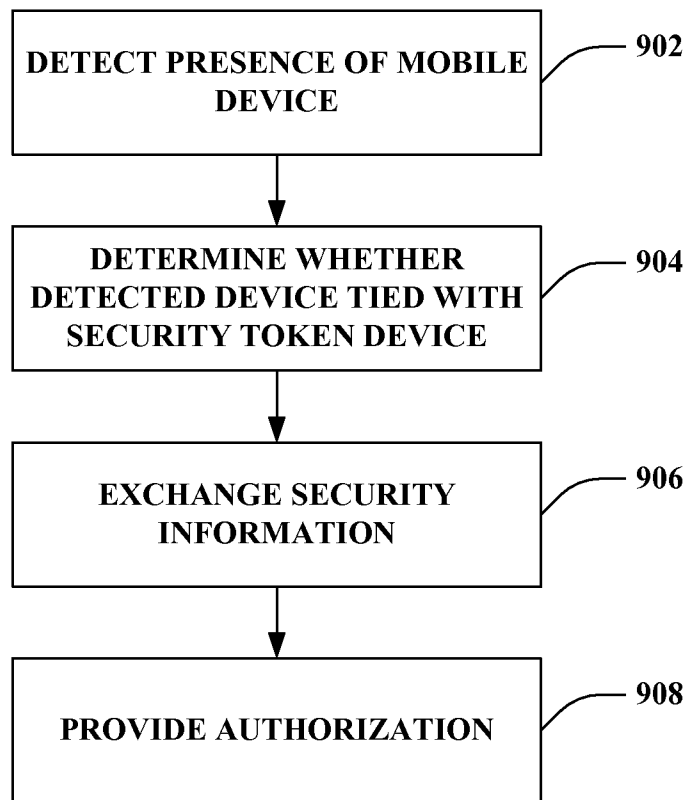 DETECT PRESENCE OF MOBILE
DEVICE
902
DETERMINE WHETHER
DETECTED DEVICE TIED WITH
SECURITY TOKEN DEVICE
904
EXCHANGE SECURITY
INFORMATION
906
PROVIDE AUTHORIZATION
908